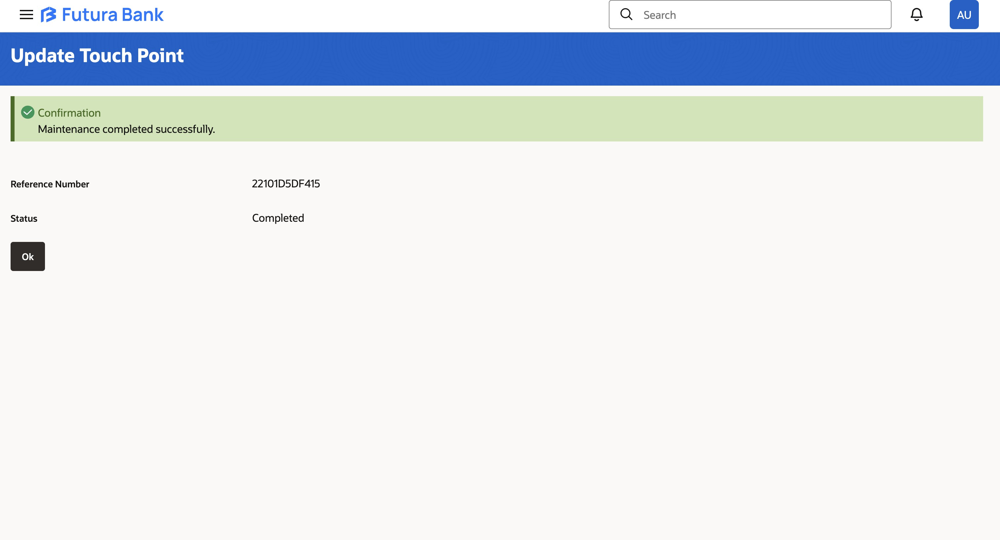 Futura Bank
Search
AU
Update Touch Point
Confirmation
Maintenance completed successfully.
Reference Number 22101D5DF415
Status Completed
Ok